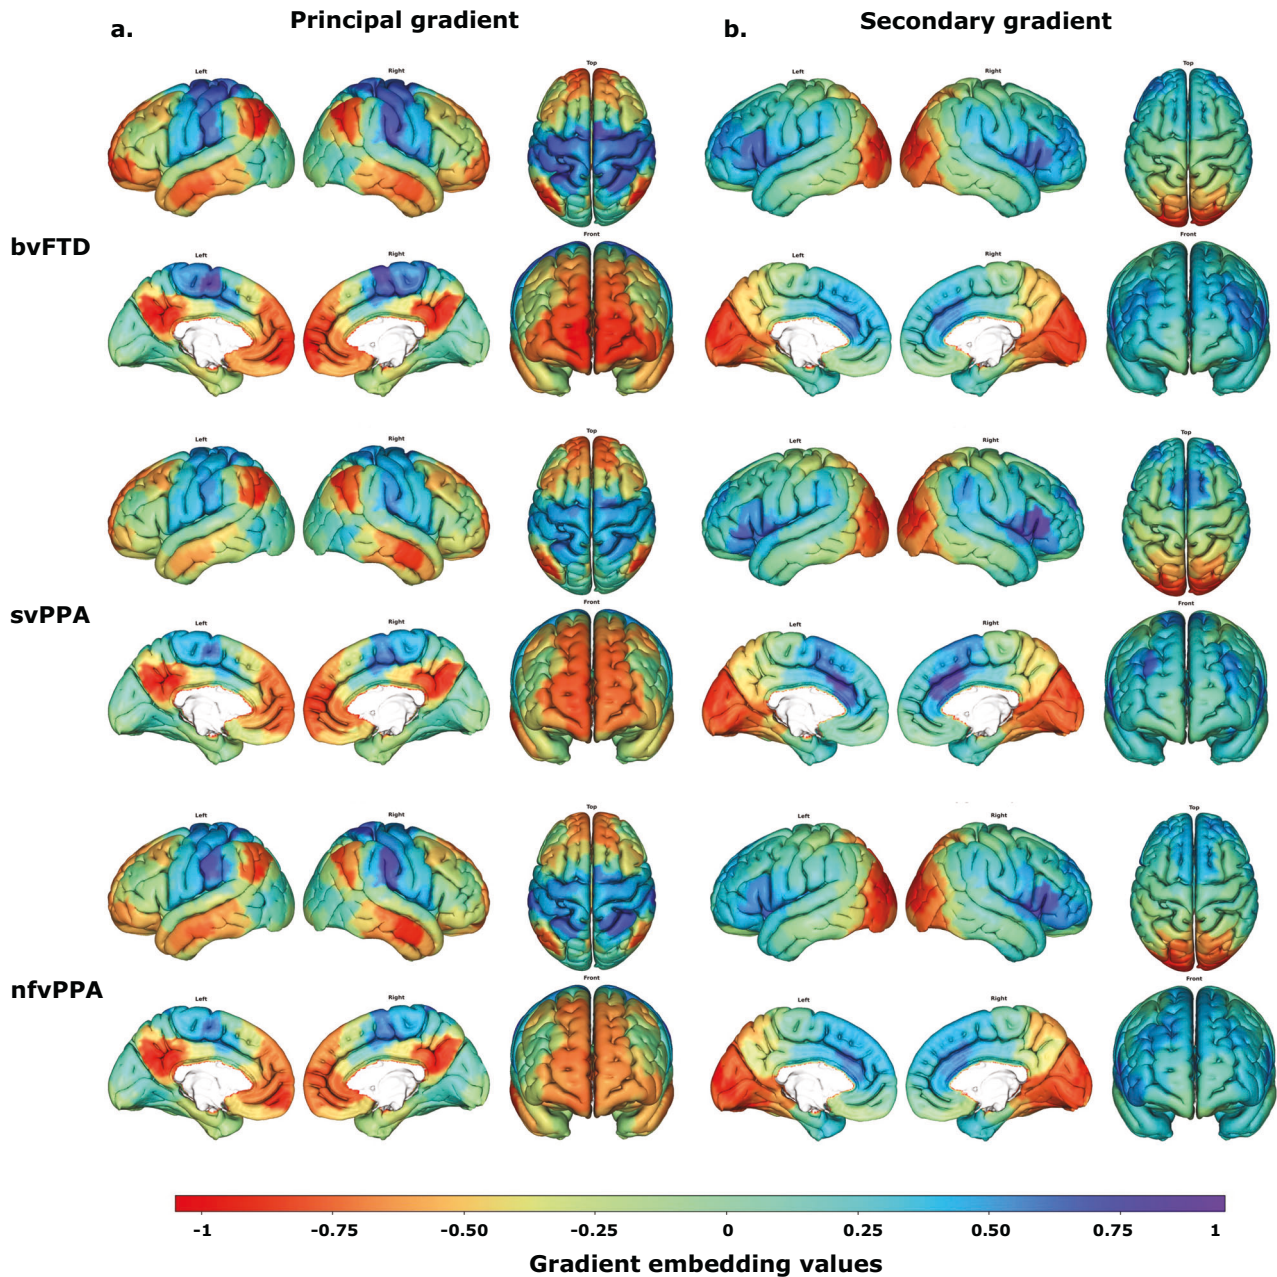 a.
Principal gradient
b.
Secondary gradient
Left
Right
Top
Left
Right
Top
bvFTD
Left
Right
Front
Left
Right
Front
Left
Right
Top
Left
Right
Top
svPPA
Left
Right
Front
Left
Right
Front
Left
Right
Top
Left
Right
Top
nfvPPA
Left
Right
Front
Left
Right
Front
-1
-0.75
-0.50
-0.25
0
0.25
0.50
0.75
1
Gradient embedding values